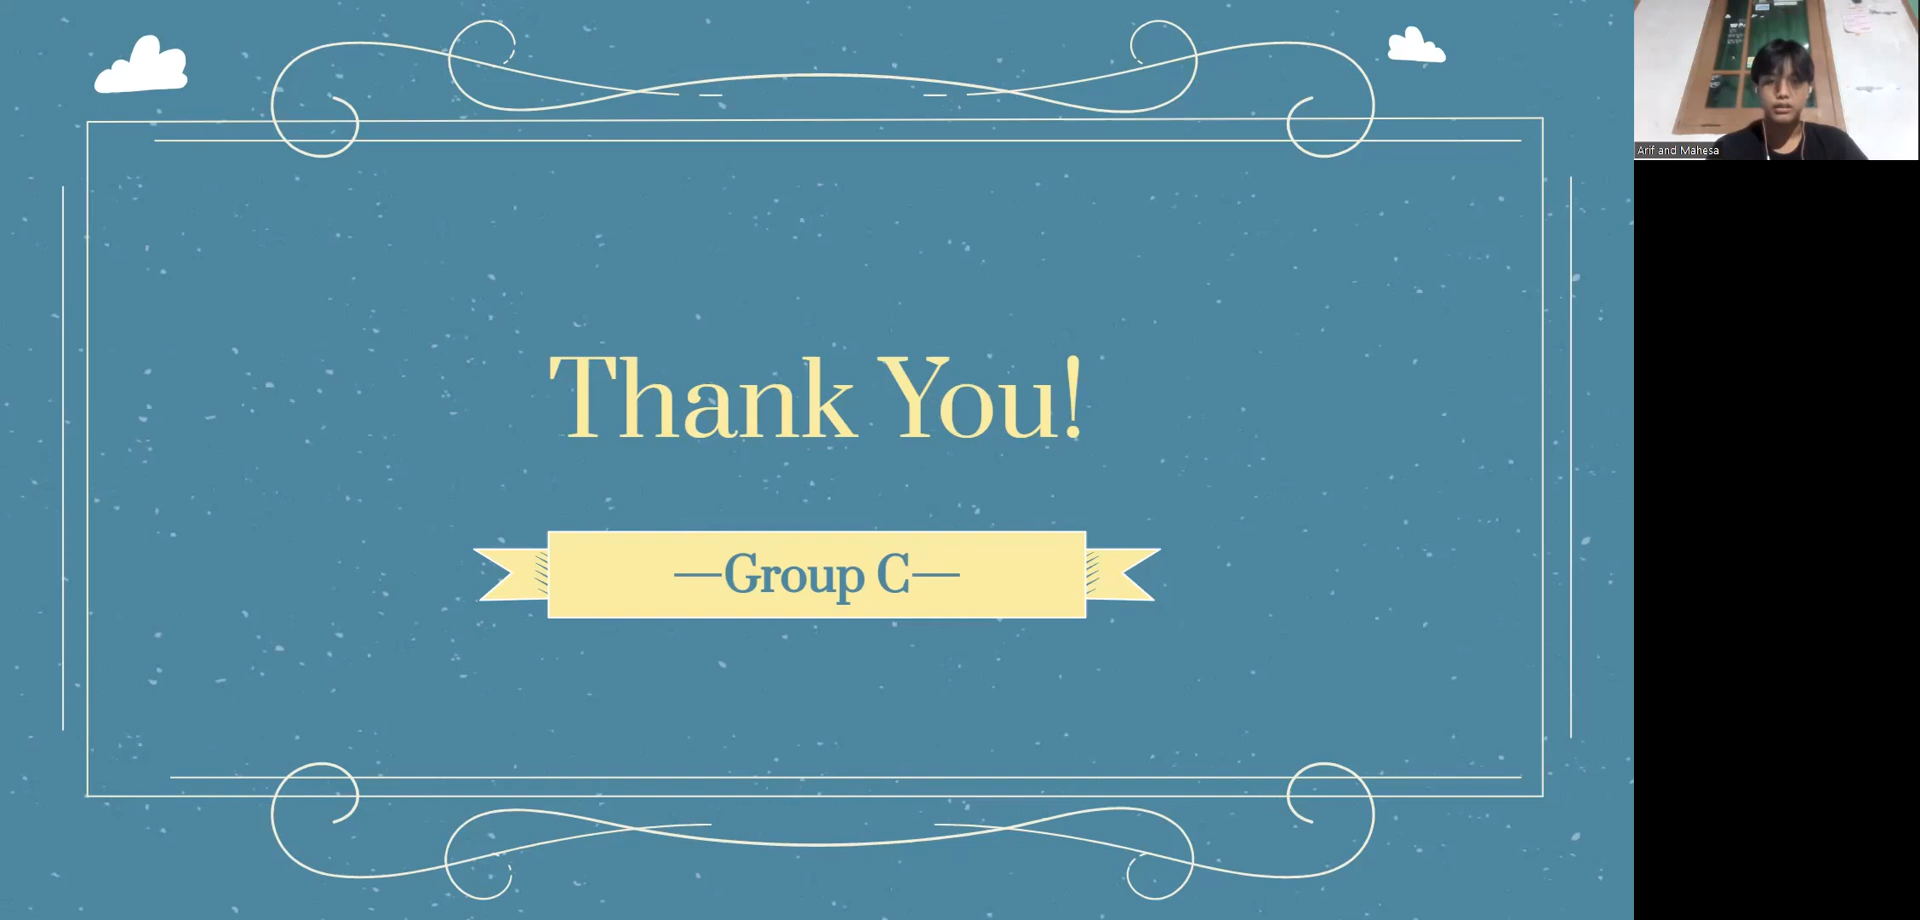 Thank You!
—Group C—
Arif and Mahesa